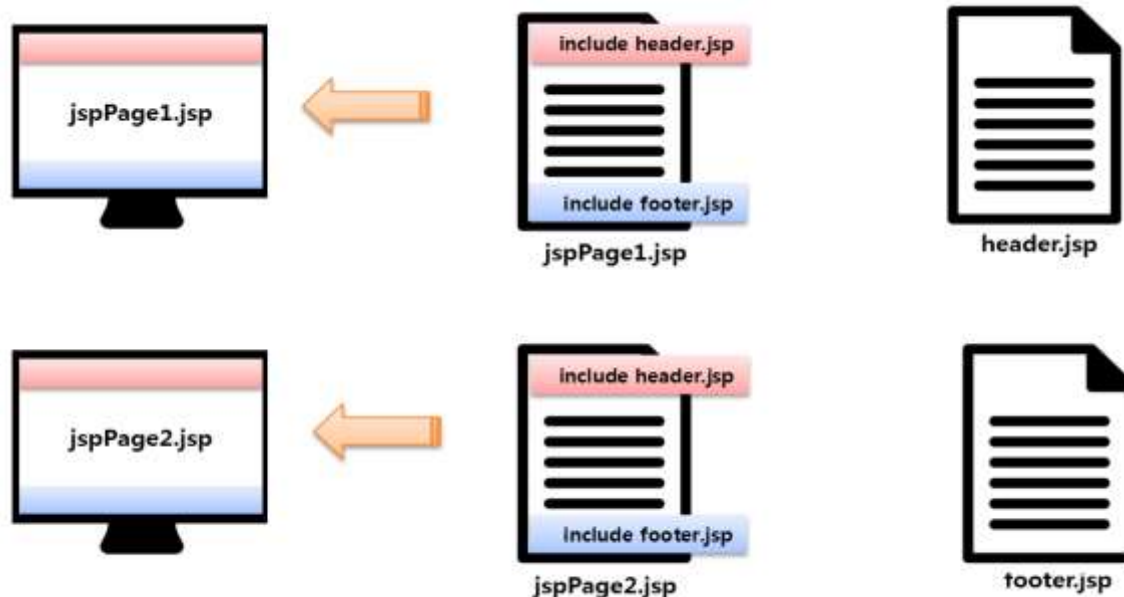 include header.jsp
jspPage1.jsp
include footer.jsp
jspPage1.jsp
header.jsp
include header.jsp
jspPage2.jsp
include footer.jsp
jspPage2.jsp
footer.jsp